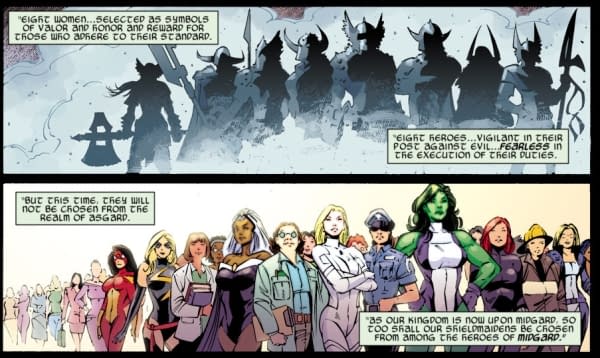 "EIGHT WOMEN...SELECTED AS SYMBOLS
OF VALOR AND HONOR AND REWARD FOR
THOSE WHO ADHERE TO THEIR STANDARD.
"EIGHT HEROES...VIGILANT IN THEIR
POST AGAINST EVIL...FEARLESS IN
THE EXECUTION OF THEIR DUTIES.
"BUT THIS TIME, THEY WILL
NOT BE CHOSEN FROM THE
REALM OF ASGARD.
"AS OUR KINGDOM IS NOW UPON MIDGARD, SO
TOO SHALL OUR SHIELDMAIDENS BE CHOSEN
FROM AMONG THE HEROES OF MIDGARD."